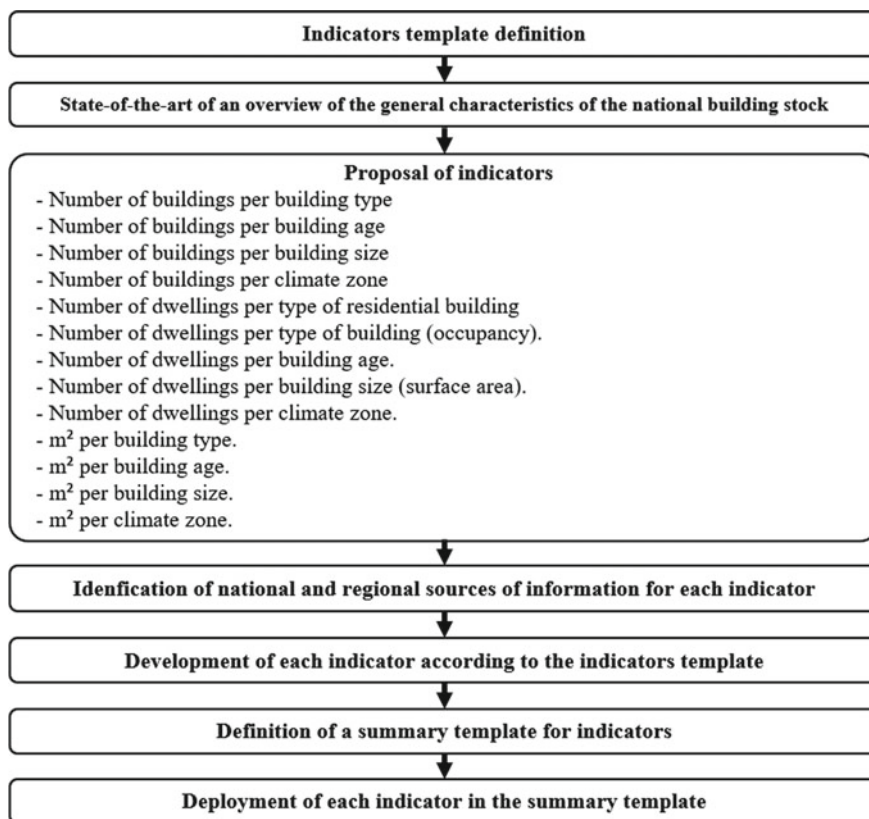 Indicators template definition
State-of-the-art of an overview of the general characteristics of the national building stock
Proposal of indicators
- Number of buildings per building type
- Number of buildings per building age
- Number of buildings per building size
- Number of buildings per climate zone
- Number of dwellings per type of residential building
- Number of dwellings per type of building (occupancy).
- Number of dwellings per building age.
- Number of dwellings per building size (surface area).
- Number of dwellings per climate zone.
- m² per building type.
- m² per building age.
- m² per building size.
- m² per climate zone.
Idenfication of national and regional sources of information for each indicator
Development of each indicator according to the indicators template
Definition of a summary template for indicators
Deployment of each indicator in the summary template